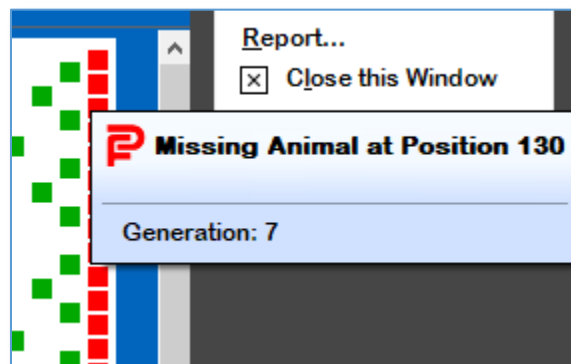 Report...
Close this Window
Missing Animal at Position 130
Generation: 7